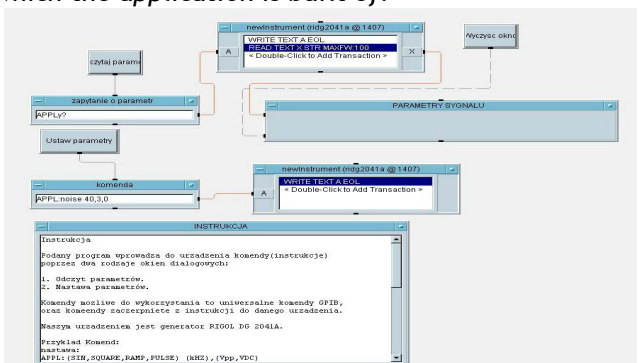 which the application is built of.
newInstrument (ridg2041a @ 1407)
WRITE TEXT A EOL
READ TEXT X STR MAXFW:100
< Double-Click to Add Transaction >
A
X
Wyczysc okno
czytaj parame
zapytanie o parametr
APPLy?
PARAMETRY SYGNALU
Ustaw parametry
newInstrument (ridg2041a @ 1407)
WRITE TEXT A EOL
< Double-Click to Add Transaction >
A
komenda
APPL:noise 40,3,0
INSTRUKCJA
Instrukcja
Podany program wprowadza do urzadzenia komendy(instrukcje)
poprzez dwa rodzaje okien dialogowych:
1. Odczyt parametrów.
2. Nastawa parametrów.
Komendy mozliwe do wykorzystania to uniwersalne komendy GPIB,
oraz komendy zaczerpniete z instrukcji do danego urzadzenia.
Naszym urzadzeniem jest generator RIGOL DG 2041A.
Przyklad Komend:
nastawa:
APPL:(SIN,SQUARE,RAMP,PULSE) (kHZ),(Vpp,VDC)